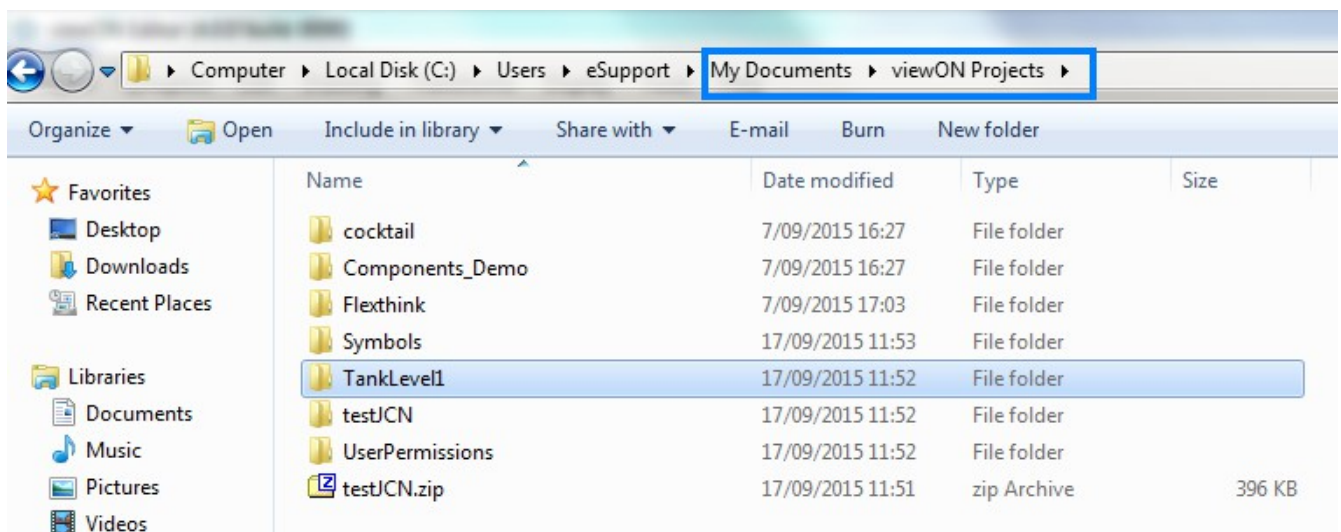 Computer ▸ Local Disk (C:) ▸ Users ▸ eSupport ▸ My Documents ▸ viewON Projects ▸
Organize Open Include in library Share with E-mail Burn New folder
Favorites
Desktop
Downloads
Recent Places
Libraries
Documents
Music
Pictures
Videos
Name Date modified Type Size
cocktail 7/09/2015 16:27 File folder
Components_Demo 7/09/2015 16:27 File folder
Flexthink 7/09/2015 17:03 File folder
Symbols 17/09/2015 11:53 File folder
TankLevel1 17/09/2015 11:52 File folder
testJCN 17/09/2015 11:52 File folder
UserPermissions 17/09/2015 11:52 File folder
testJCN.zip 17/09/2015 11:51 zip Archive 396 KB